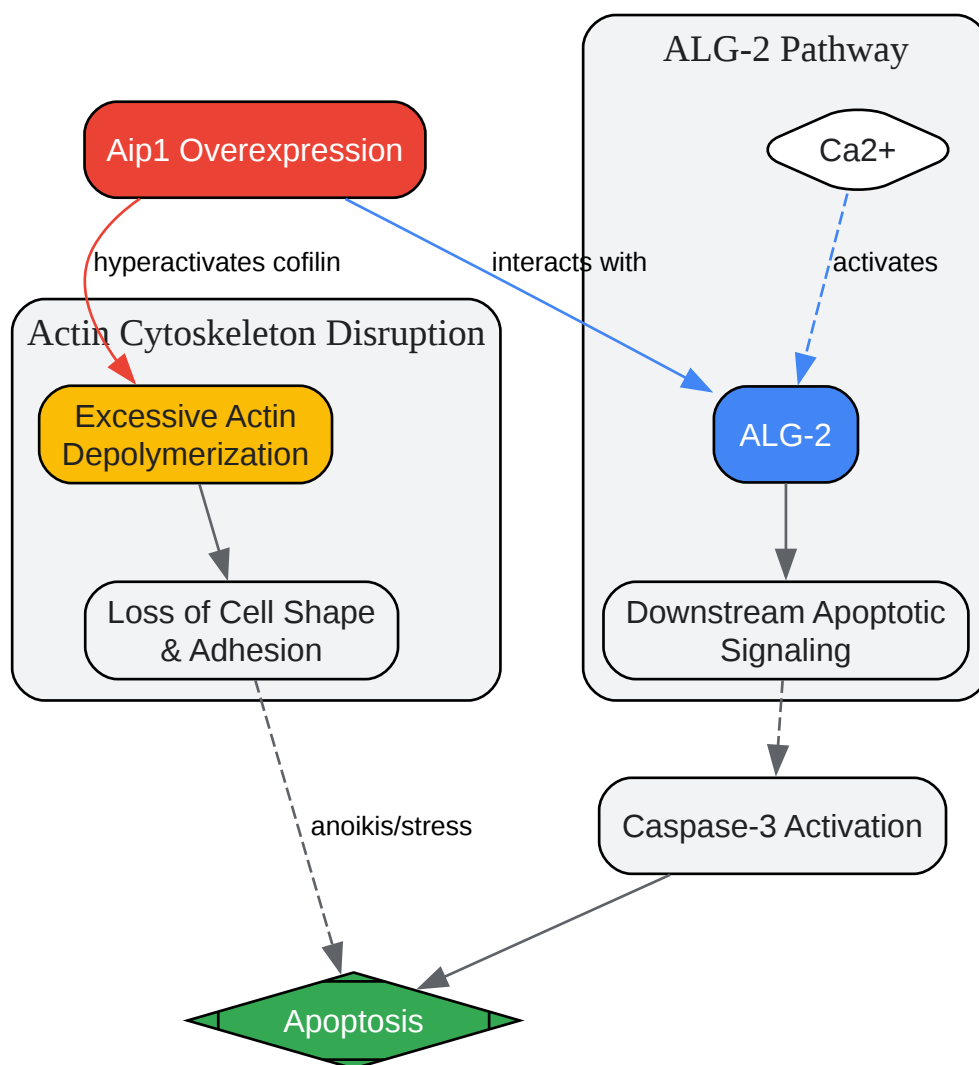 ALG-2 Pathway
Aip1 Overexpression
Ca2+
hyperactivates cofilin
interacts with
activates
Actin Cytoskeleton Disruption
Excessive Actin
Depolymerization
ALG-2
Loss of Cell Shape
& Adhesion
Downstream Apoptotic
Signaling
anoikis/stress
Caspase-3 Activation
Apoptosis